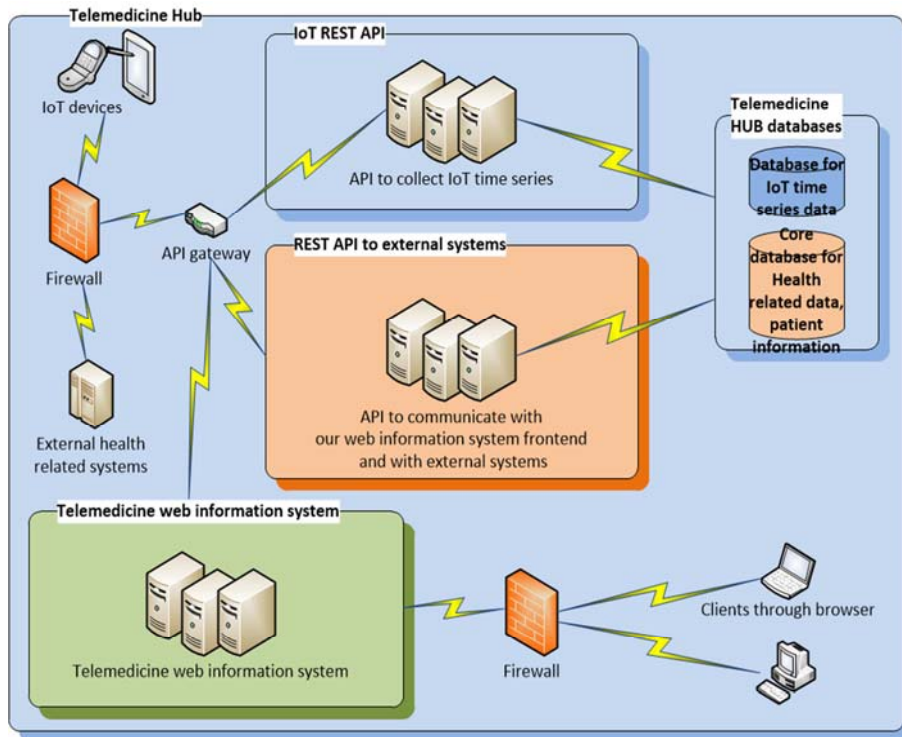 Telemedicine Hub
IoT devices
Firewall
API gateway
External health
related systems
IoT REST API
API to collect IoT time series
REST API to external systems
API to communicate with
our web information system frontend
and with external systems
Telemedicine
HUB databases
Database for
IoT time
series data
Core
database for
Health
related data,
patient
information
Telemedicine web information system
Telemedicine web information system
Firewall
Clients through browser